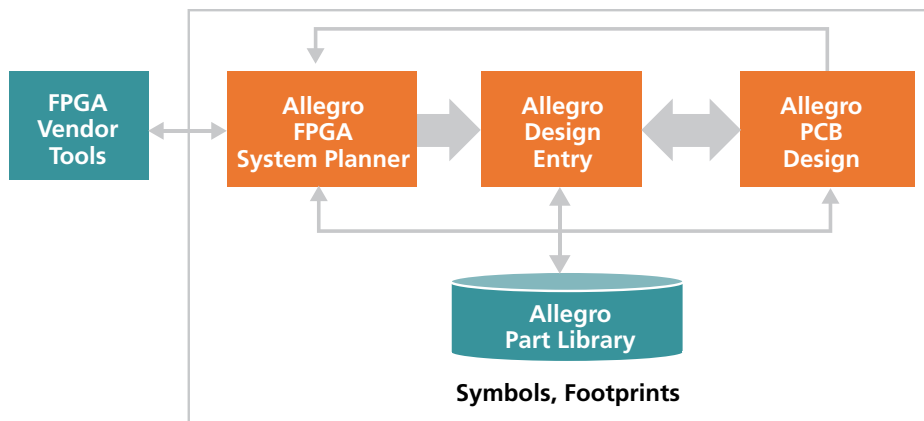 FPGA
Vendor
Tools
Allegro
FPGA
System Planner
Allegro
Design
Entry
Allegro
PCB
Design
Allegro
Part Library
Symbols, Footprints